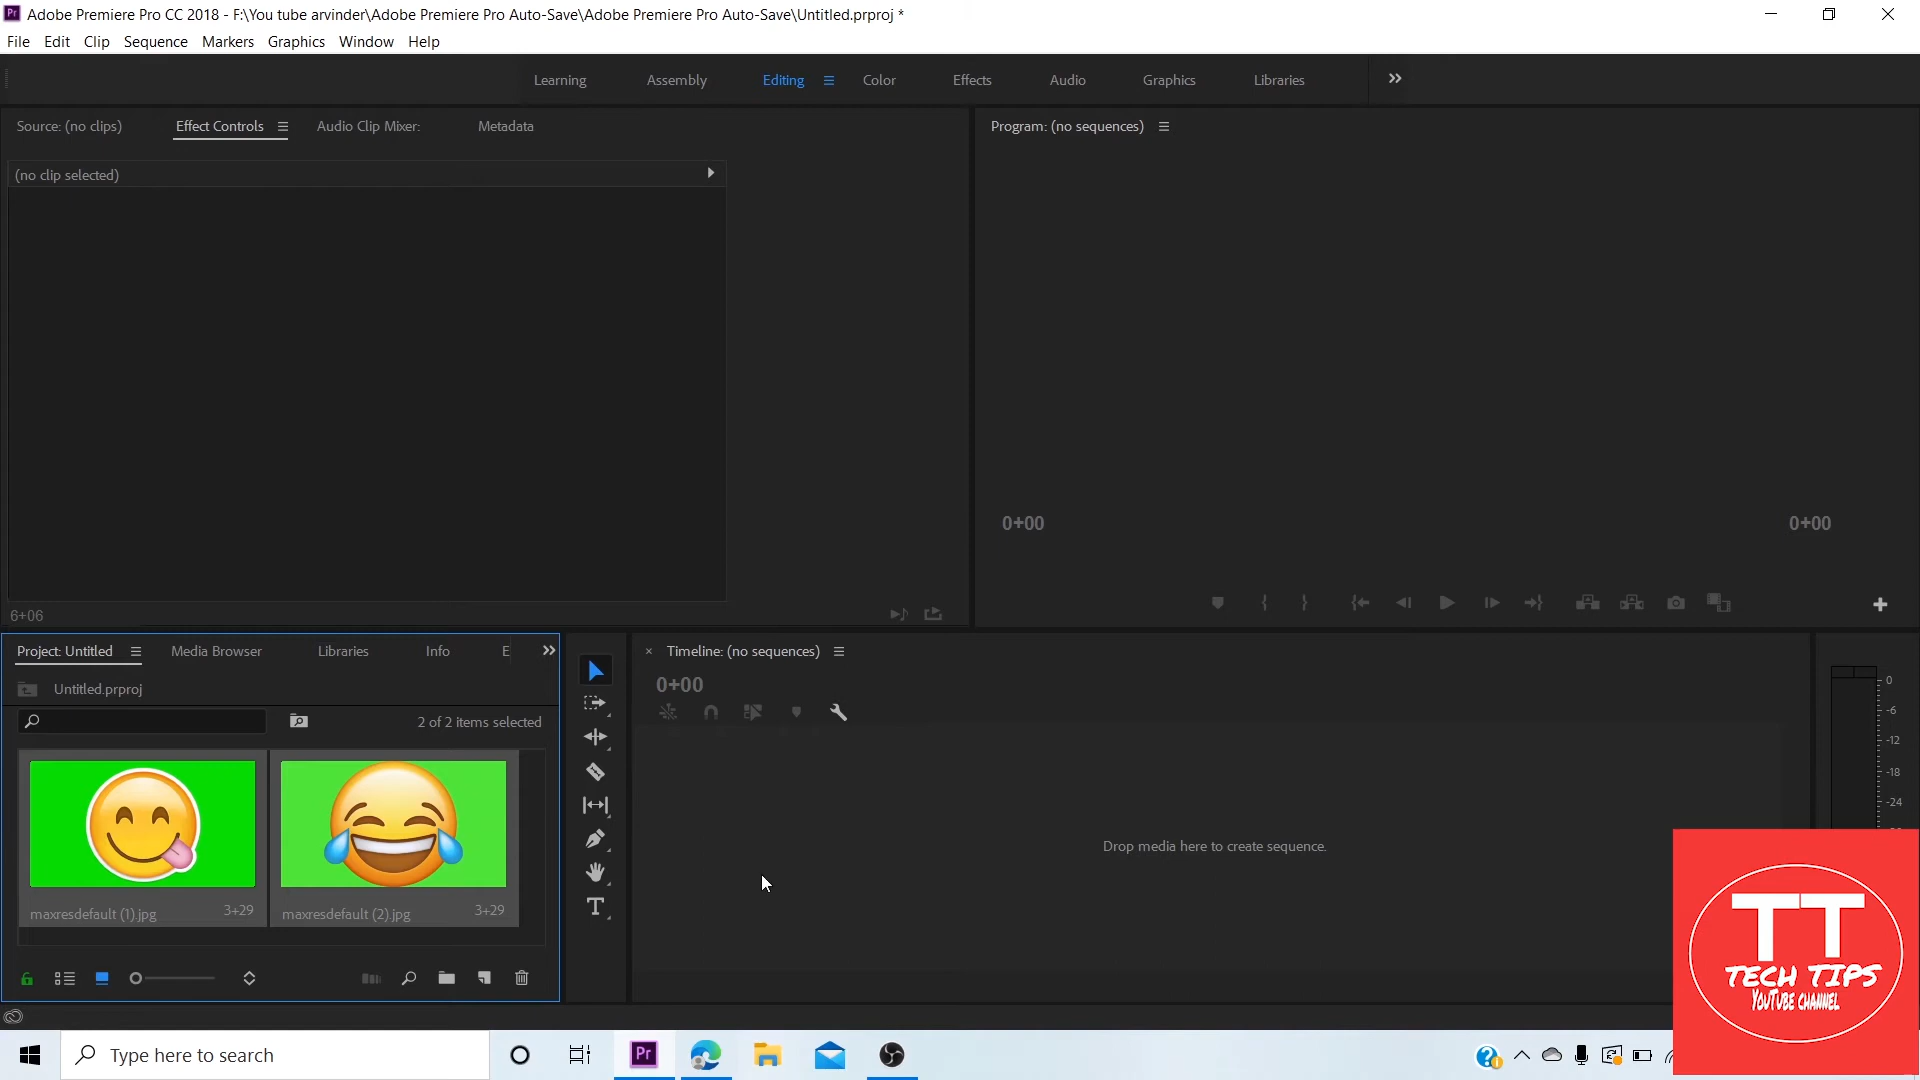 Adobe Premiere Pro CC 2018 - F:\You tube arvinder\Adobe Premiere Pro Auto-Save\Adobe Premiere Pro Auto-Save\Untitled.prproj *
File Edit Clip Sequence Markers Graphics Window Help
Learning Assembly Editing Color Effects Audio Graphics Libraries
Source: (no clips) Effect Controls Audio Clip Mixer: Metadata
Program: (no sequences)
(no clip selected)
0+00 0+00
6+06
Project: Untitled Media Browser Libraries Info E
Timeline: (no sequences)
Untitled.prproj
0+00
2 of 2 items selected
0
-6
-12
-18
-24
Drop media here to create sequence.
maxresdefault (1).jpg 3+29
maxresdefault (2).jpg 3+29
TT
TECH TIPS
YouTube CHANNEL
Type here to search